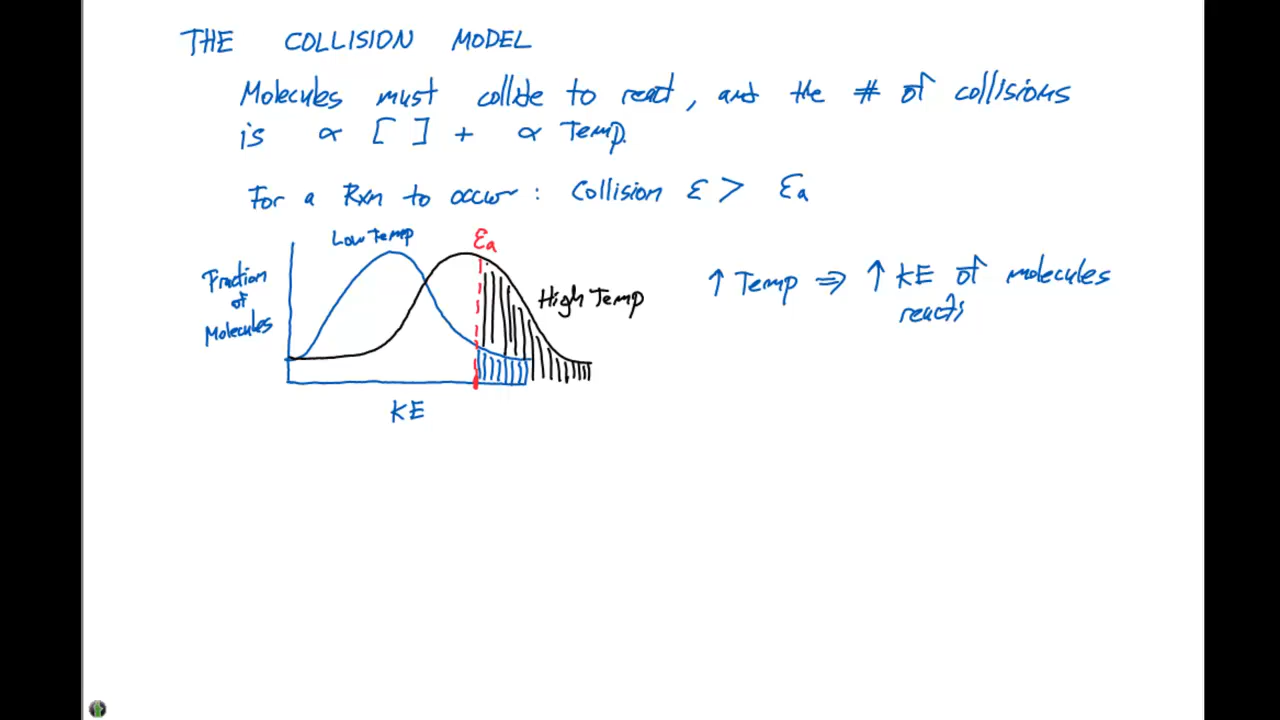 THE COLLISION MODEL
Molecules must collide to react, and the # of collisions
is ∝ [ ] + ∝ Temp.
For a Rxn to occur : Collision ε > εa
Low Temp
εa
Fraction
of
Molecules
High Temp
KE
↑ Temp ⇒ ↑ KE of molecules